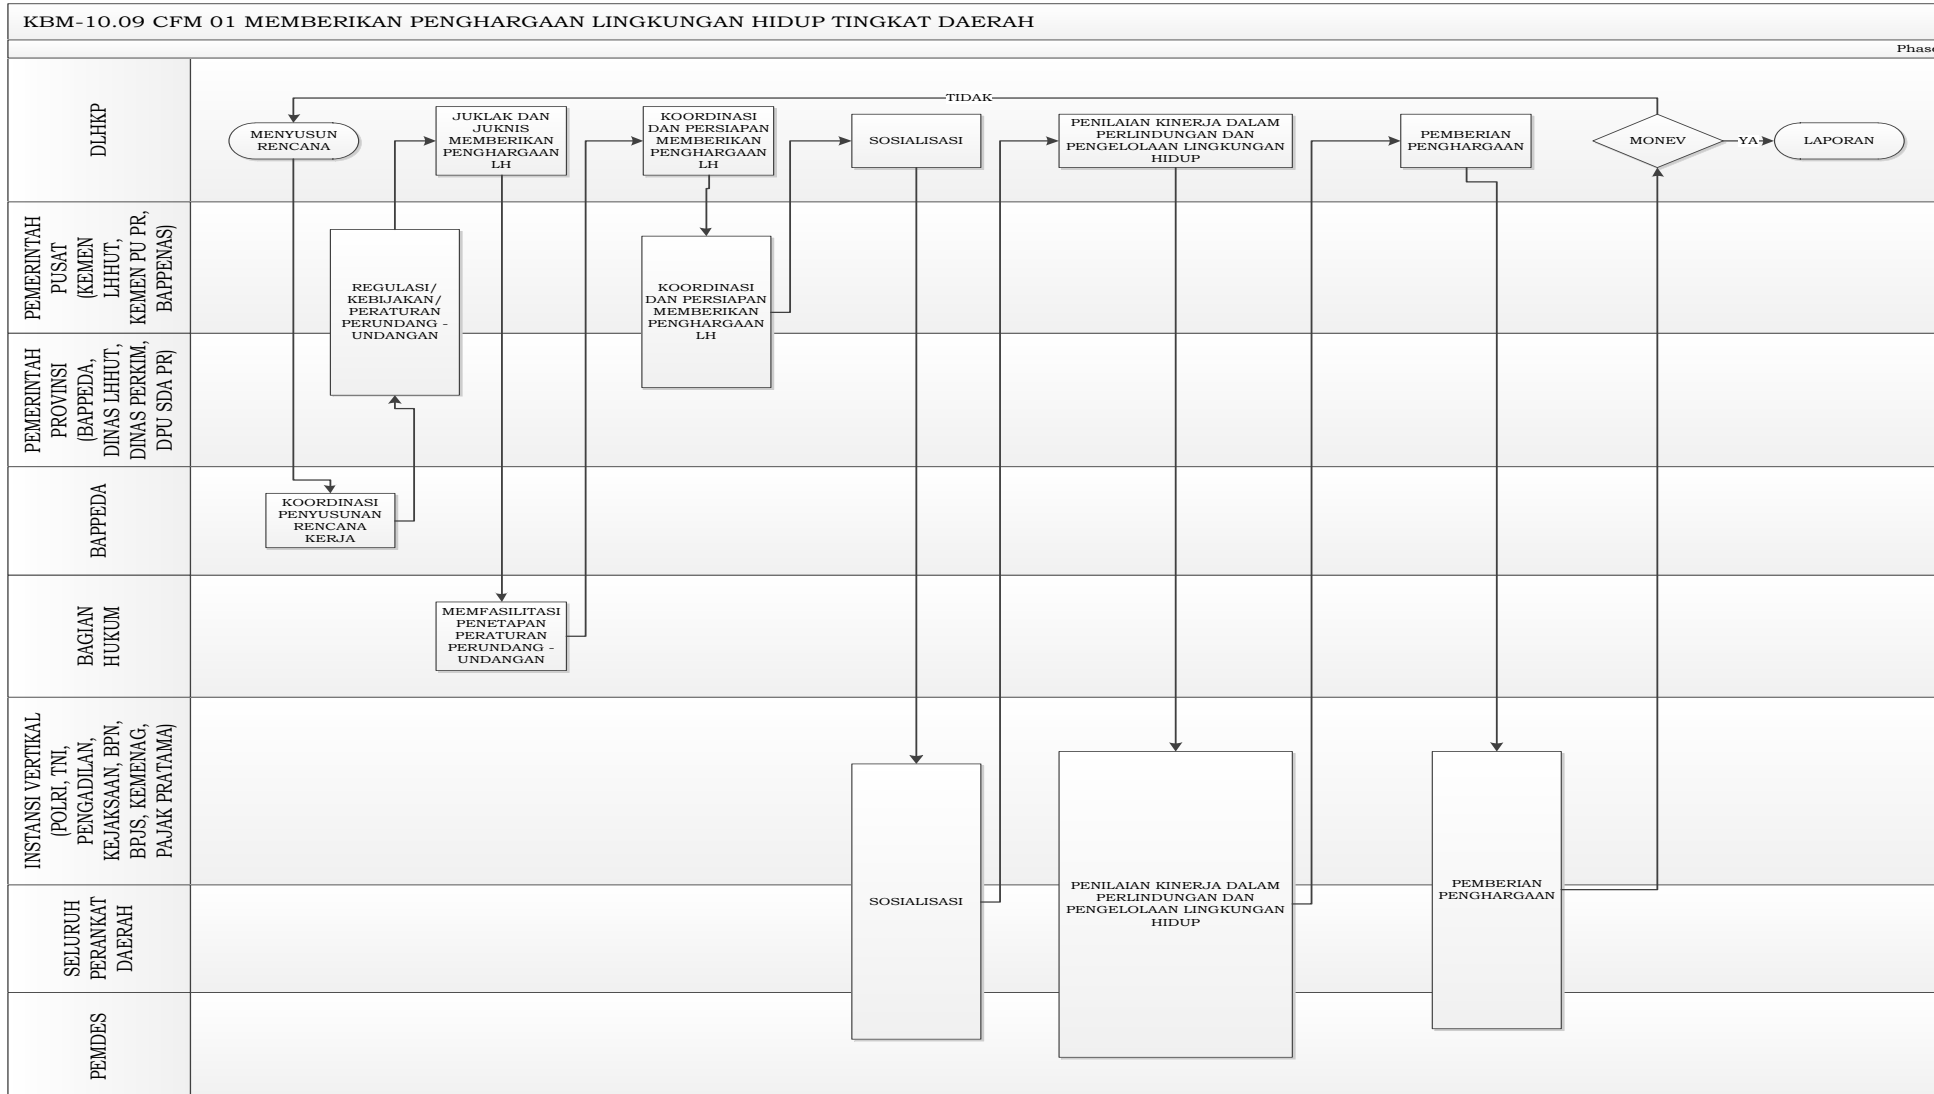 KBM-10.09 CFM 01 MEMBERIKAN PENGHARGAAN LINGKUNGAN HIDUP TINGKAT DAERAH
Phase
DLHKP
MENYUSUN
RENCANA
JUKLAK DAN
JUKNIS
MEMBERIKAN
PENGHARGAAN
LH
KOORDINASI
DAN PERSIAPAN
MEMBERIKAN
PENGHARGAAN
LH
SOSIALISASI
TIDAK
PENILAIAN KINERJA DALAM
PERLINDUNGAN DAN
PENGELOLAAN LINGKUNGAN
HIDUP
PEMBERIAN
PENGHARGAAN
MONEV
YA
LAPORAN
PEMERINTAH
PUSAT
(KEMEN
LHHUT,
KEMEN PU PR,
BAPPENAS)
REGULASI/
KEBIJAKAN/
PERATURAN
PERUNDANG -
UNDANGAN
KOORDINASI
DAN PERSIAPAN
MEMBERIKAN
PENGHARGAAN
LH
PEMERINTAH
PROVINSI
(BAPPEDA,
DINAS LHHUT,
DINAS PERKIM,
DPU SDA PR)
BAPPEDA
KOORDINASI
PENYUSUNAN
RENCANA
KERJA
BAGIAN
HUKUM
MEMFASILITASI
PENETAPAN
PERATURAN
PERUNDANG -
UNDANGAN
INSTANSI VERTIKAL
(POLRI, TNI,
PENGADILAN,
KEJAKSAAN, BPN,
BPJS, KEMENAG,
PAJAK PRATAMA)
SOSIALISASI
PENILAIAN KINERJA DALAM
PERLINDUNGAN DAN
PENGELOLAAN LINGKUNGAN
HIDUP
PEMBERIAN
PENGHARGAAN
SELURUH
PERANKAT
DAERAH
PEMDES